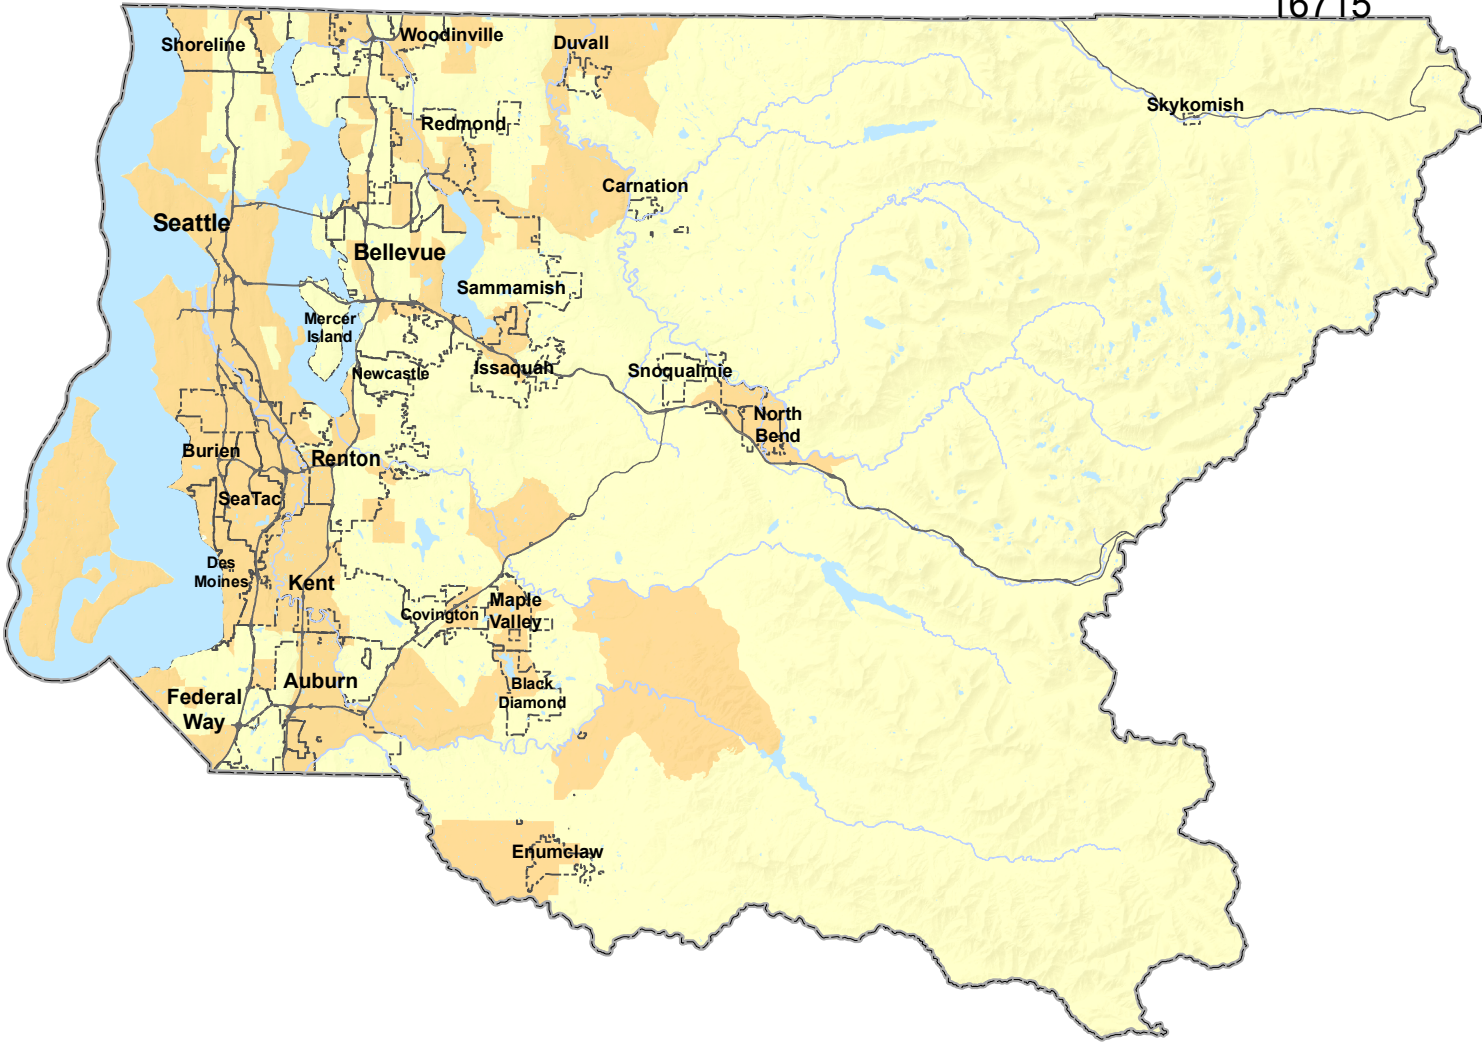 16715
Shoreline
Woodinville
Duvall
Skykomish
Redmond
Carnation
Seattle
Bellevue
Sammamish
Mercer
Island
Newcastle
Issaquah
Snoqualmie
North
Bend
Burien
Renton
SeaTac
Des
Moines
Kent
Covington
Maple
Valley
Auburn
Black
Diamond
Federal
Way
Enumclaw